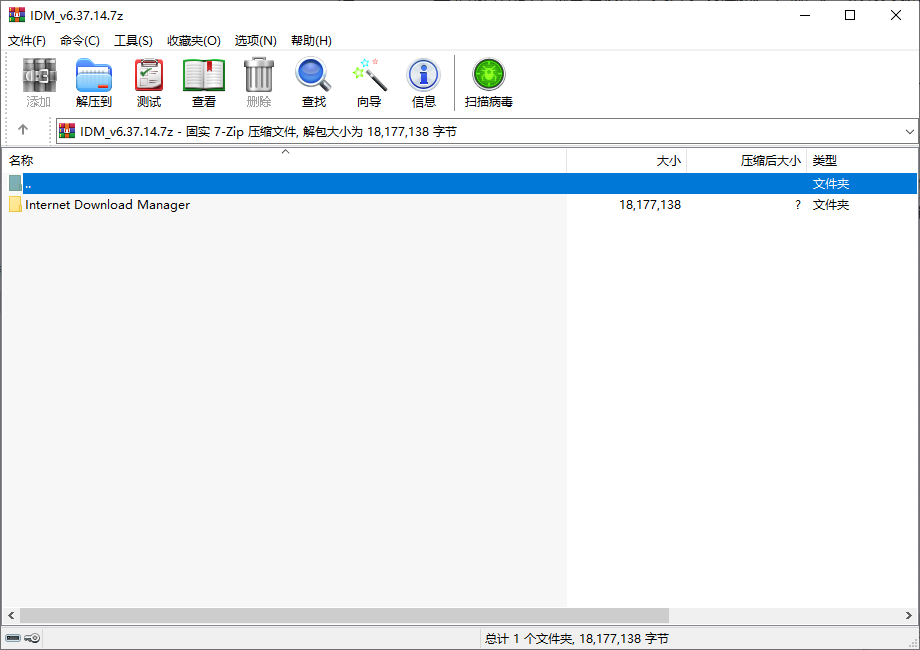 IDM_v6.37.14.7z
文件(F) 命令(C) 工具(S) 收藏夹(O) 选项(N) 帮助(H)
添加 解压到 测试 查看 删除 查找 向导 信息 扫描病毒
IDM_v6.37.14.7z - 固实 7-Zip 压缩文件, 解包大小为 18,177,138 字节
名称 大小 压缩后大小 类型
.. 文件夹
Internet Download Manager 18,177,138 ? 文件夹
总计 1 个文件夹, 18,177,138 字节